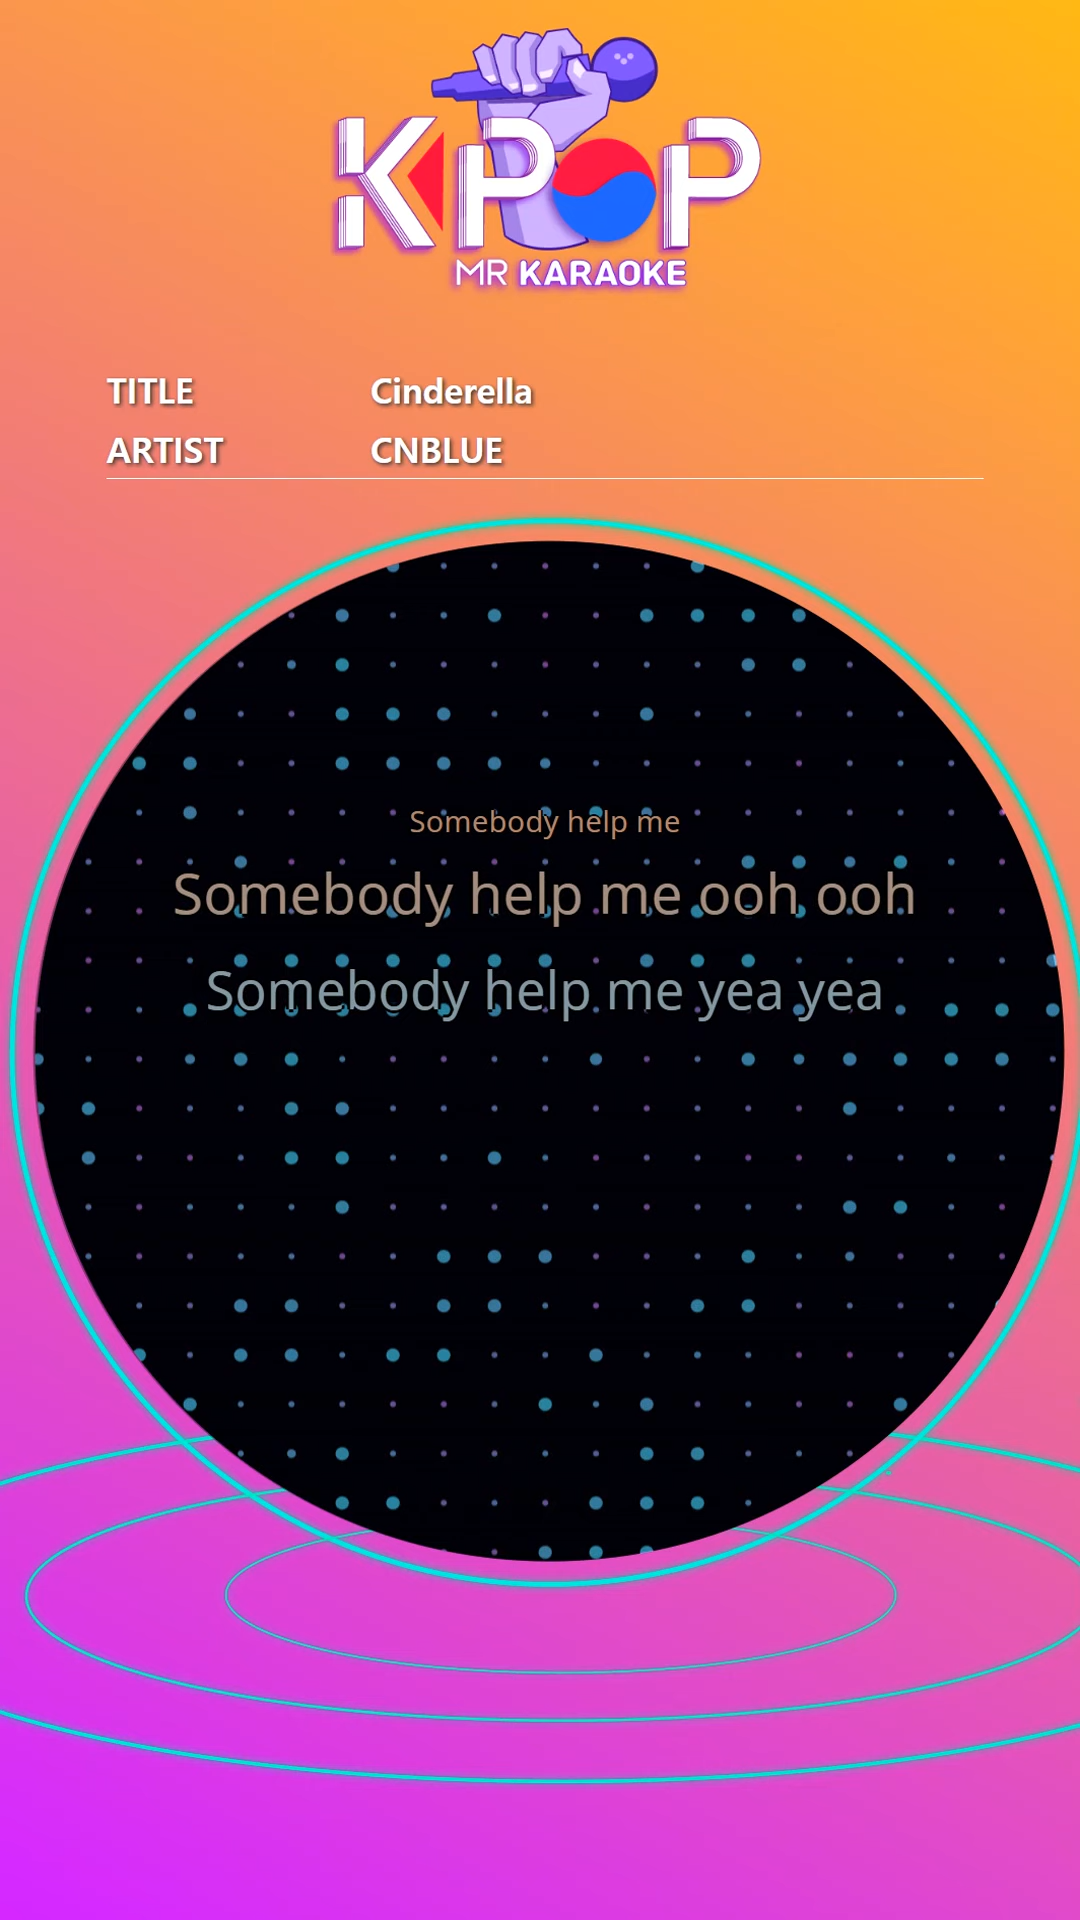 KPOP
MR KARAOKE
TITLE Cinderella
ARTIST CNBLUE
Somebody help me
Somebody help me ooh ooh
Somebody help me yea yea